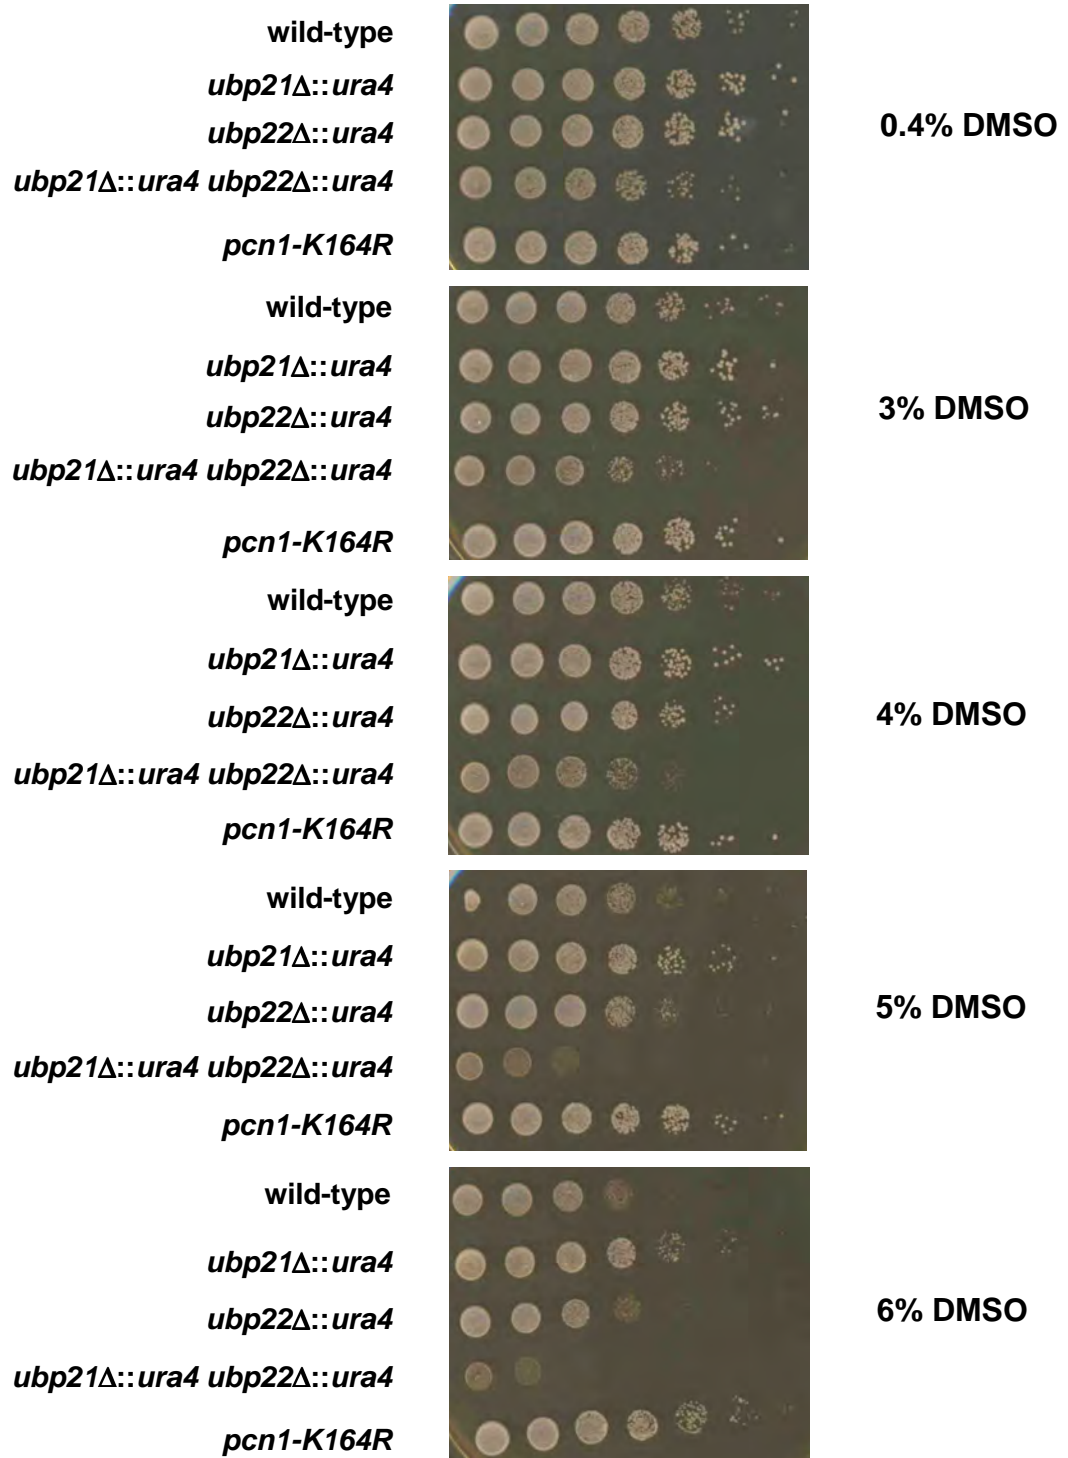 wild-type
ubp21Δ::ura4
ubp22Δ::ura4
ubp21Δ::ura4 ubp22Δ::ura4
pcn1-K164R
0.4% DMSO
wild-type
ubp21Δ::ura4
ubp22Δ::ura4
ubp21Δ::ura4 ubp22Δ::ura4
pcn1-K164R
3% DMSO
wild-type
ubp21Δ::ura4
ubp22Δ::ura4
ubp21Δ::ura4 ubp22Δ::ura4
pcn1-K164R
4% DMSO
wild-type
ubp21Δ::ura4
ubp22Δ::ura4
ubp21Δ::ura4 ubp22Δ::ura4
pcn1-K164R
5% DMSO
wild-type
ubp21Δ::ura4
ubp22Δ::ura4
ubp21Δ::ura4 ubp22Δ::ura4
pcn1-K164R
6% DMSO